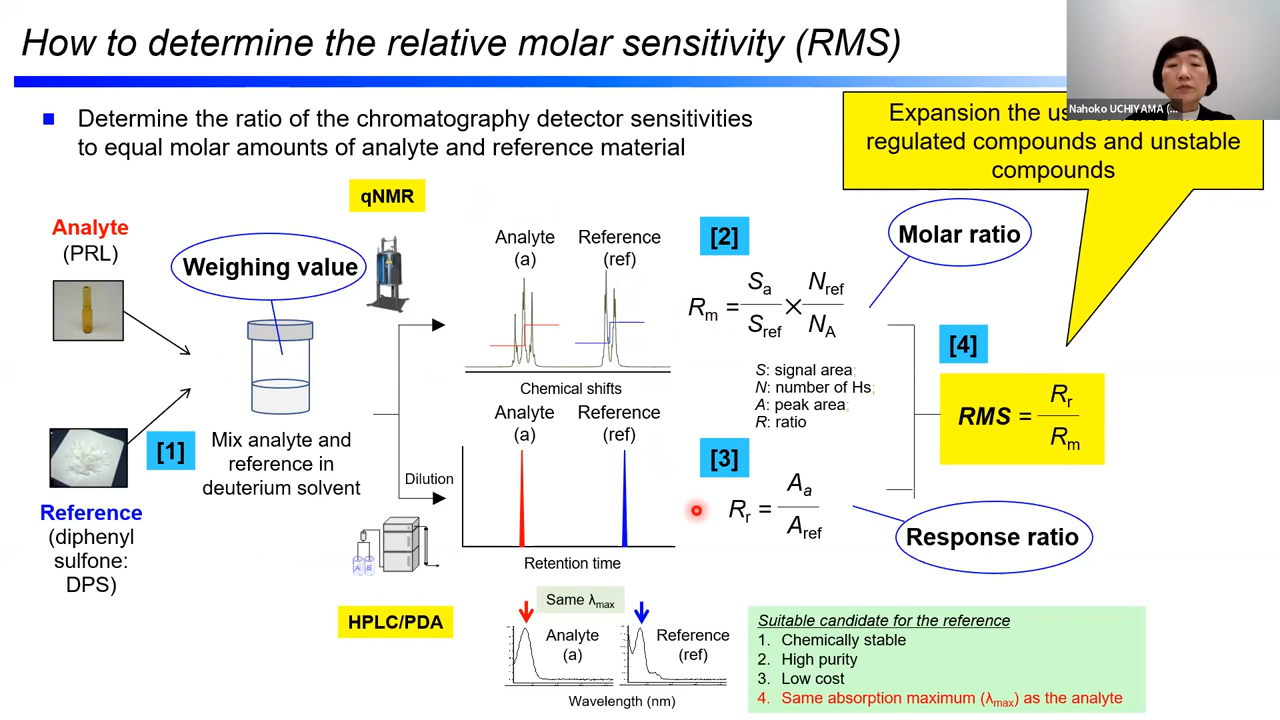 How to determine the relative molar sensitivity (RMS)
Nahoko UCHIYAMA (...
Determine the ratio of the chromatography detector sensitivities
to equal molar amounts of analyte and reference material
Expansion the
regulated compounds and unstable
compounds
qNMR
Analyte
(PRL)
Weighing value
Analyte
(a)
Reference
(ref)
[2]
Molar ratio
Rm = Sa/Sref × Nref/NA
[4]
S: signal area;
N: number of Hs;
A: peak area;
R: ratio
RMS = Rr/Rm
Chemical shifts
Analyte
(a)
Reference
(ref)
[1]
Mix analyte and
reference in
deuterium solvent
Dilution
[3]
Rr = Aa/Aref
Response ratio
Reference
(diphenyl
sulfone:
DPS)
A B
Retention time
HPLC/PDA
Same λmax
Analyte
(a)
Reference
(ref)
Wavelength (nm)
Suitable candidate for the reference
1. Chemically stable
2. High purity
3. Low cost
4. Same absorption maximum (λmax) as the analyte